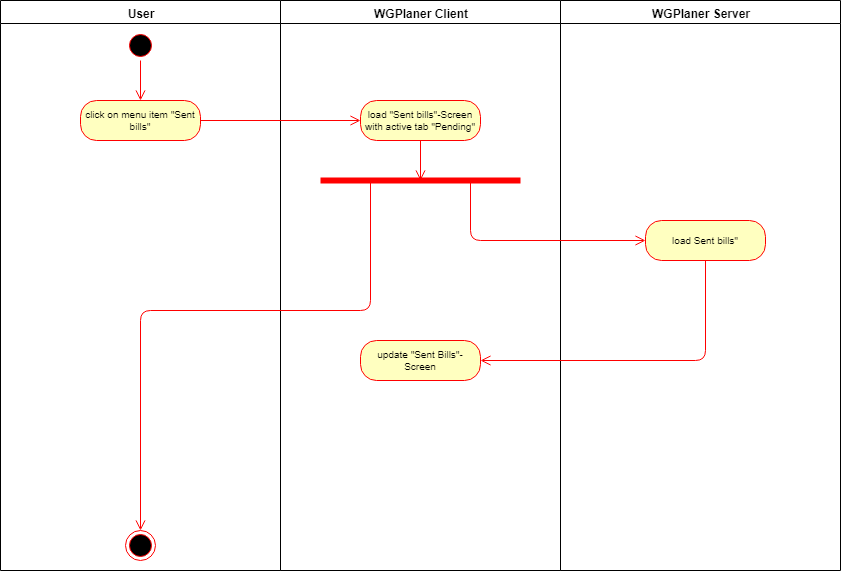 User
WGPlaner Client
WGPlaner Server
click on menu item "Sent
bills"
load "Sent bills"-Screen
with active tab "Pending"
load Sent bills"
update "Sent Bills"-
Screen